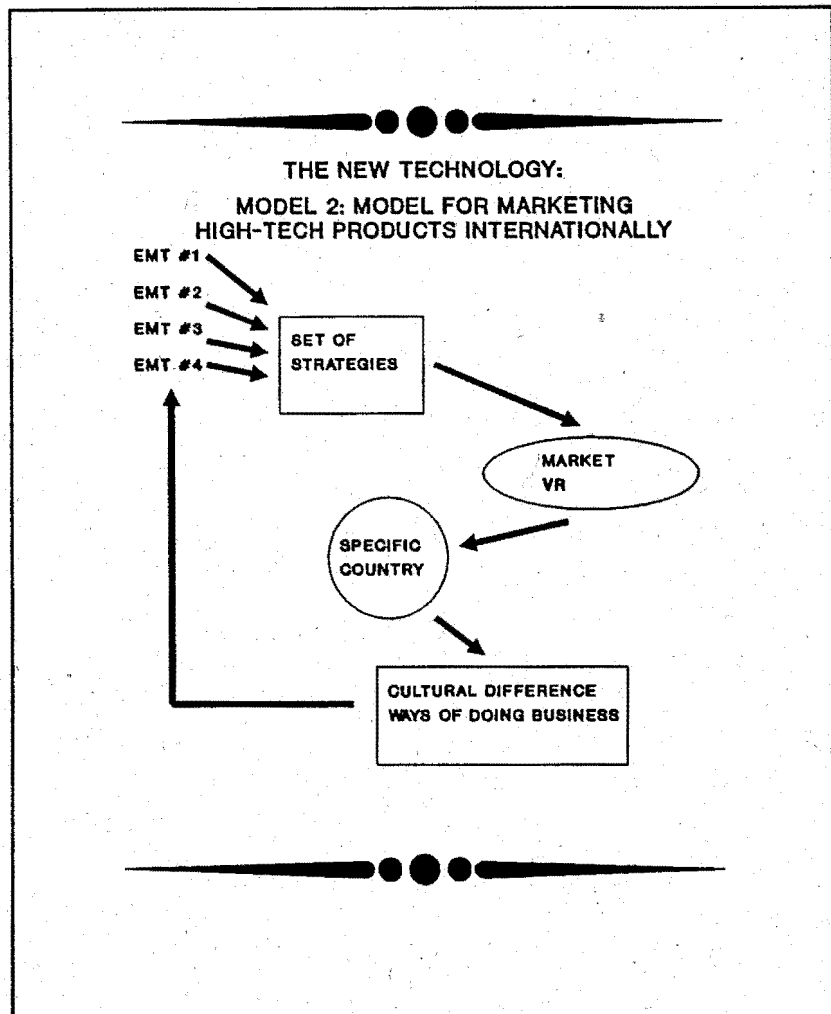 THE NEW TECHNOLOGY:
MODEL 2: MODEL FOR MARKETING
HIGH-TECH PRODUCTS INTERNATIONALLY
EMT #1
EMT #2
EMT #3
EMT #4
SET OF
STRATEGIES
MARKET
VR
SPECIFIC
COUNTRY
CULTURAL DIFFERENCE
WAYS OF DOING BUSINESS